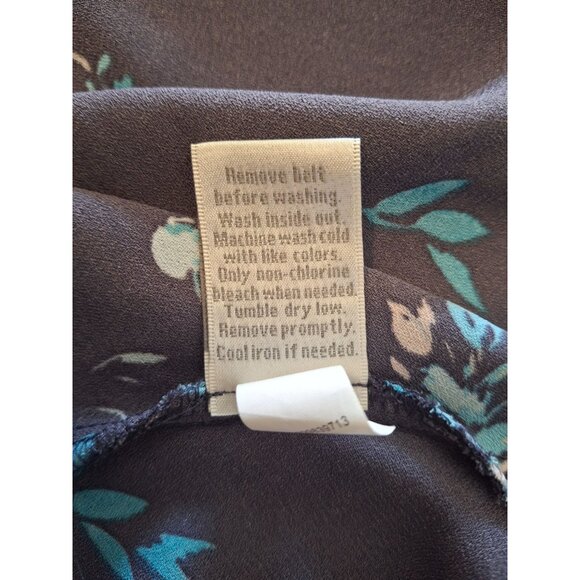 Remove belt
before washing.
Wash inside out.
Machine wash cold
with like colors.
Only non-chlorine
bleach when needed.
Tumble dry low.
Remove promptly.
Cool iron if needed.